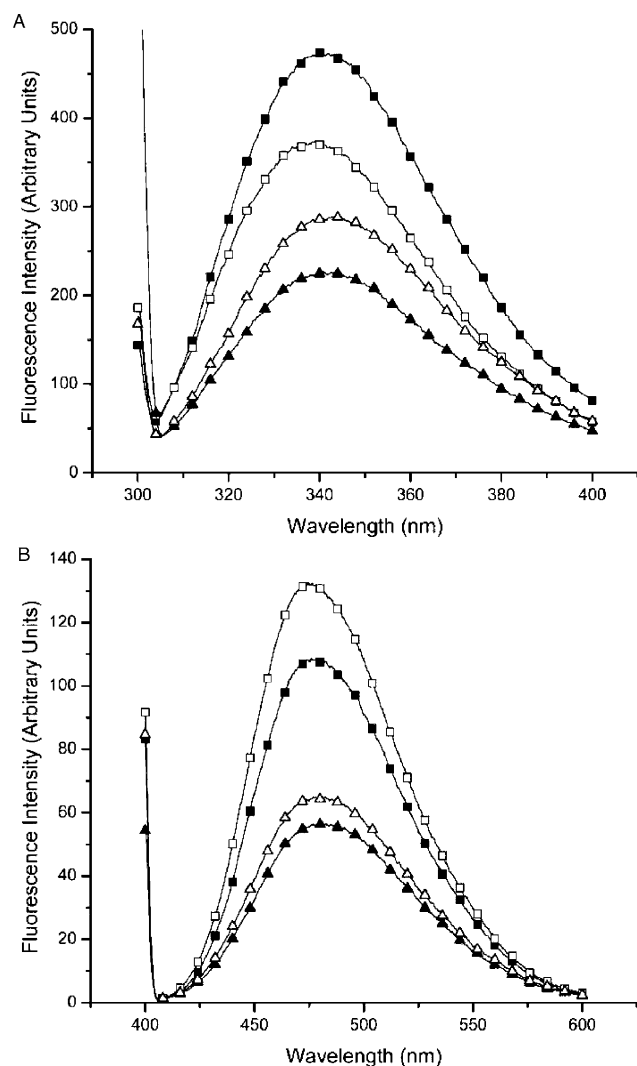 A
500
400
300
200
100
0
Fluorescence Intensity (Arbitrary Units)
300 320 340 360 380 400
Wavelength (nm)
B
140
120
100
80
60
40
20
0
Fluorescence Intensity (Arbitrary Units)
400 450 500 550 600
Wavelength (nm)